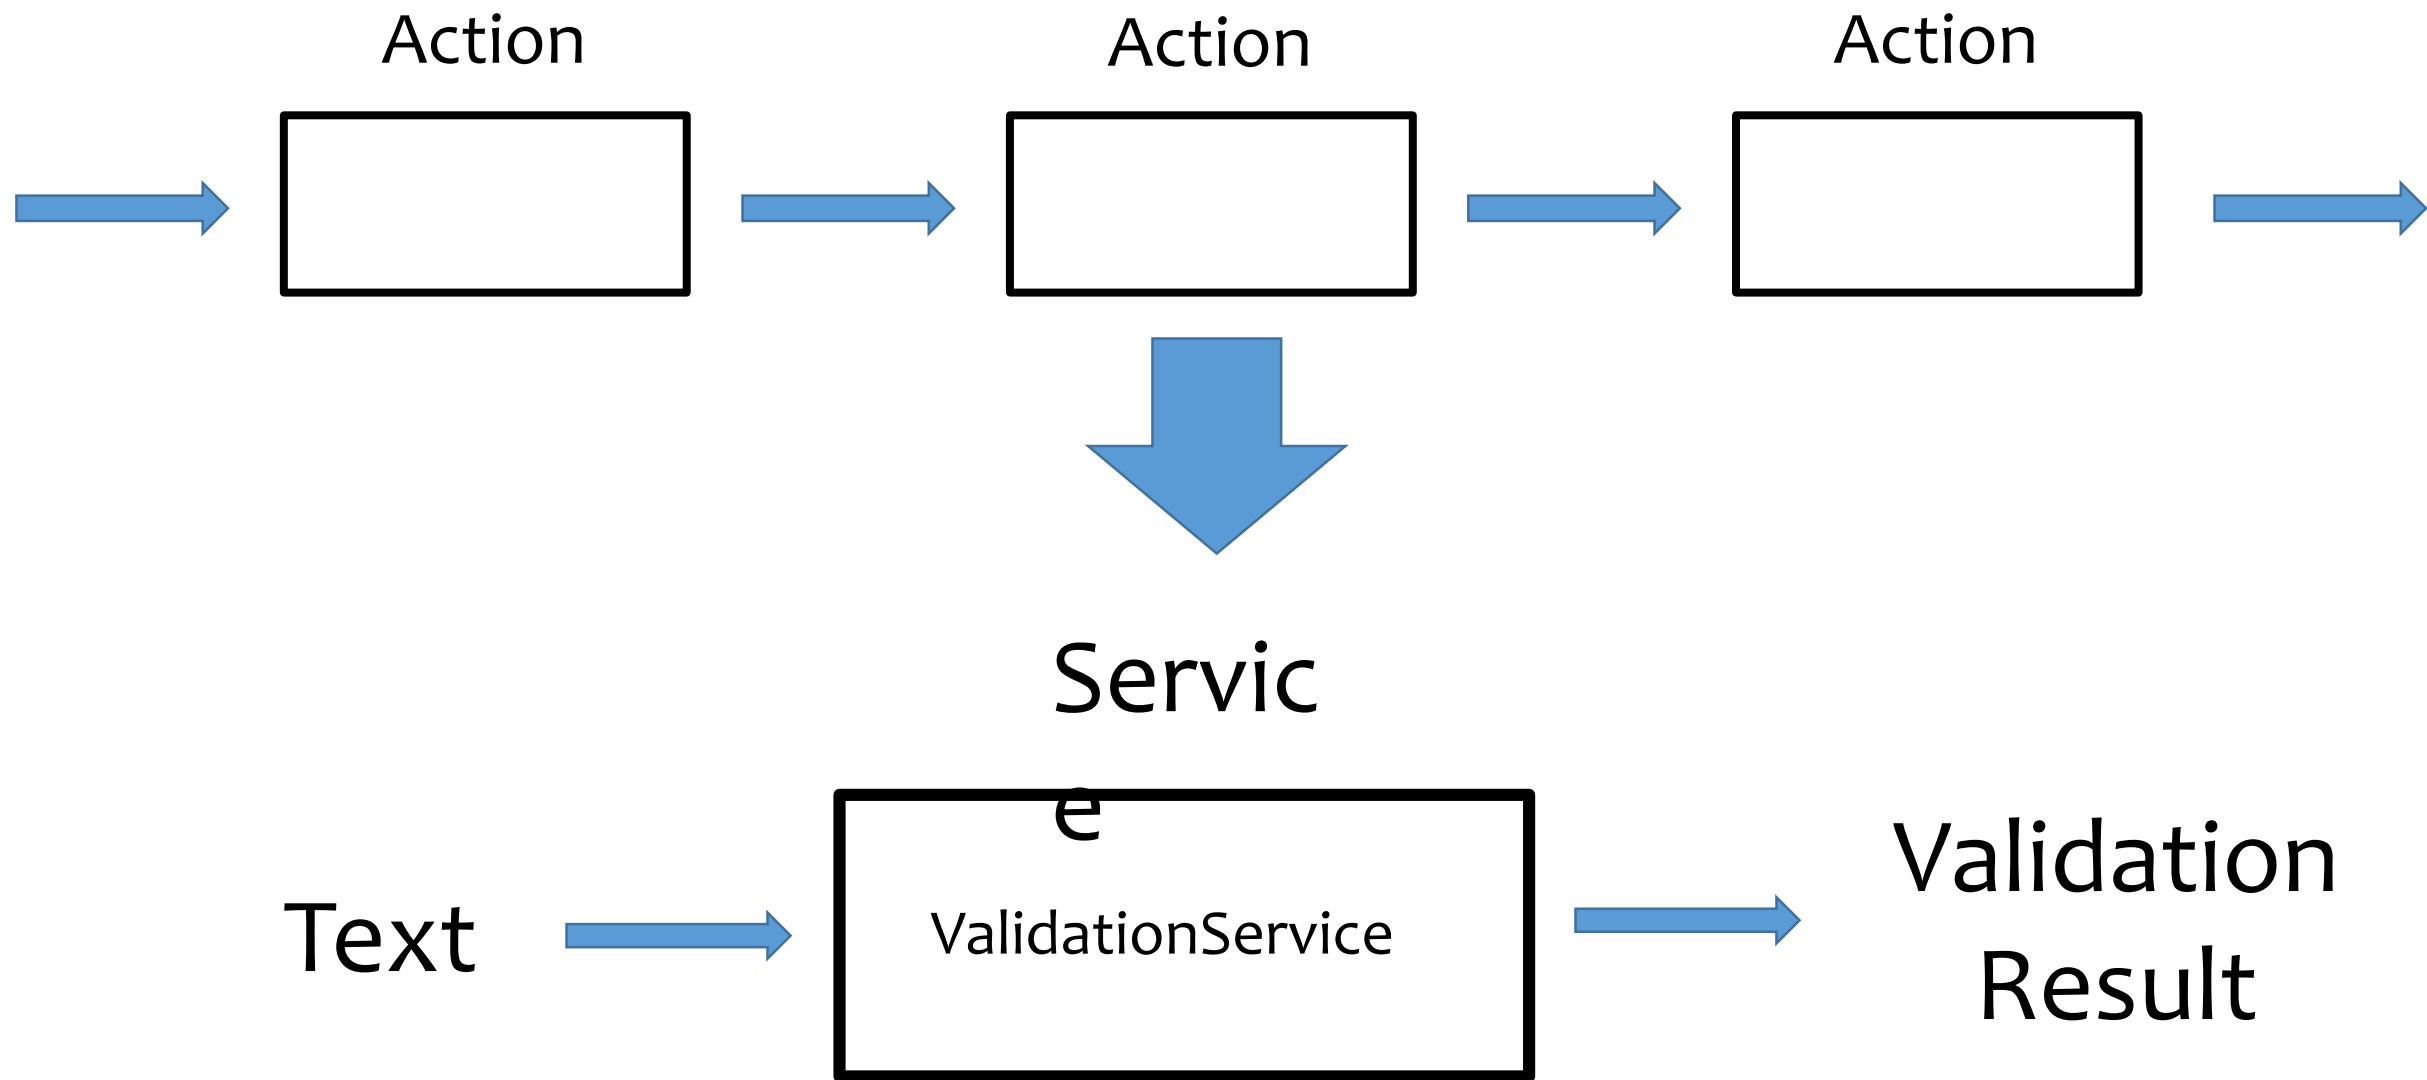 Action
Action
Action
Servic
e
Text
ValidationService
Validation
Result